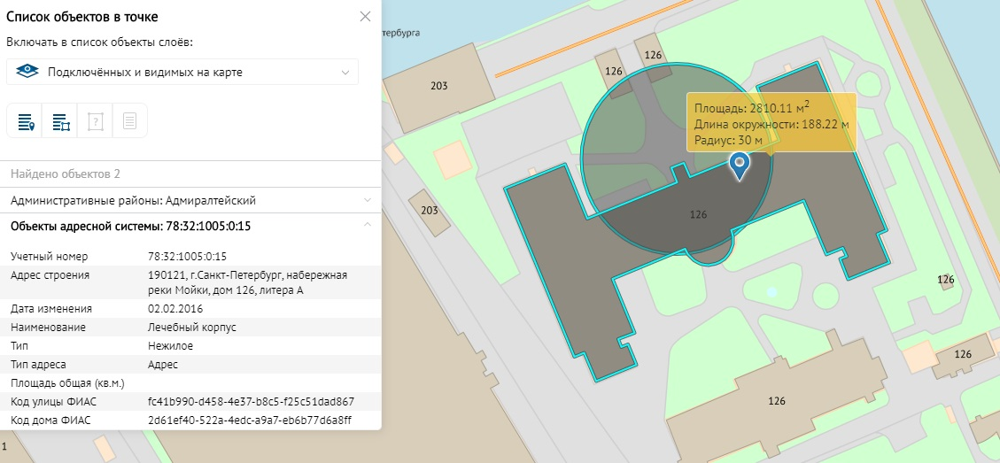 Список объектов в точке
Включать в список объекты слоёв:
Подключённых и видимых на карте
Найдено объектов 2
Административные районы: Адмиралтейский
Объекты адресной системы: 78:32:1005:0:15
Учетный номер 78:32:1005:0:15
Адрес строения 190121, г.Санкт-Петербург, набережная
реки Мойки, дом 126, литера А
Дата изменения 02.02.2016
Наименование Лечебный корпус
Тип Нежилое
Тип адреса Адрес
Площадь общая (кв.м.)
Код улицы ФИАС fc41b990-d458-4e37-b8c5-f25c51dad867
Код дома ФИАС 2d61ef40-522a-4edc-a9a7-eb6b77d6a8ff
1
тербурга
203
126
126
Площадь: 2810.11 м²
Длина окружности: 188.22 м
Радиус: 30 м
203
126
126
126
126